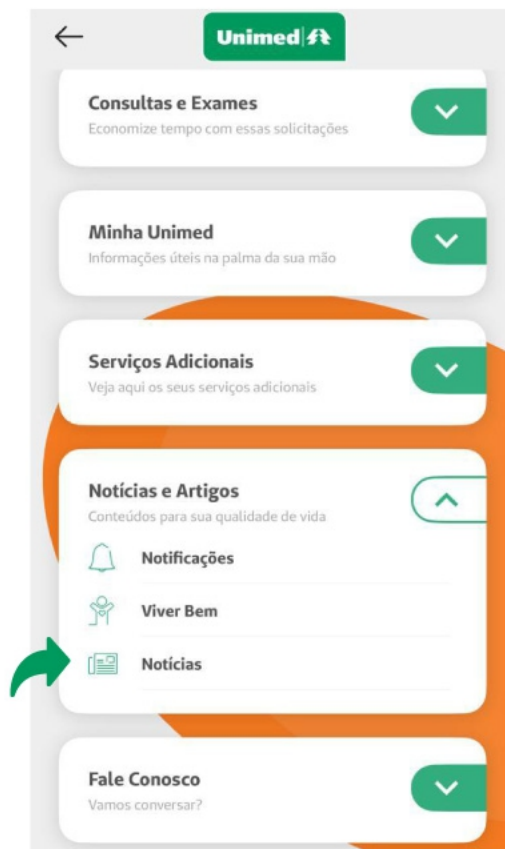 Unimed
Consultas e Exames
Economize tempo com essas solicitações
Minha Unimed
Informações úteis na palma da sua mão
Serviços Adicionais
Veja aqui os seus serviços adicionais
Notícias e Artigos
Conteúdos para sua qualidade de vida
Notificações
Viver Bem
Notícias
Fale Conosco
Vamos conversar?